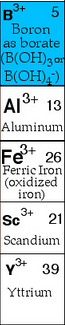 B³⁺ 5
Boron
as borate
(B(OH)₃ or
B(OH)₄⁻)
Al³⁺ 13
Aluminum
Fe³⁺ 26
Ferric Iron
(oxidized
iron)
Sc³⁺ 21
Scandium
Y³⁺ 39
Yttrium